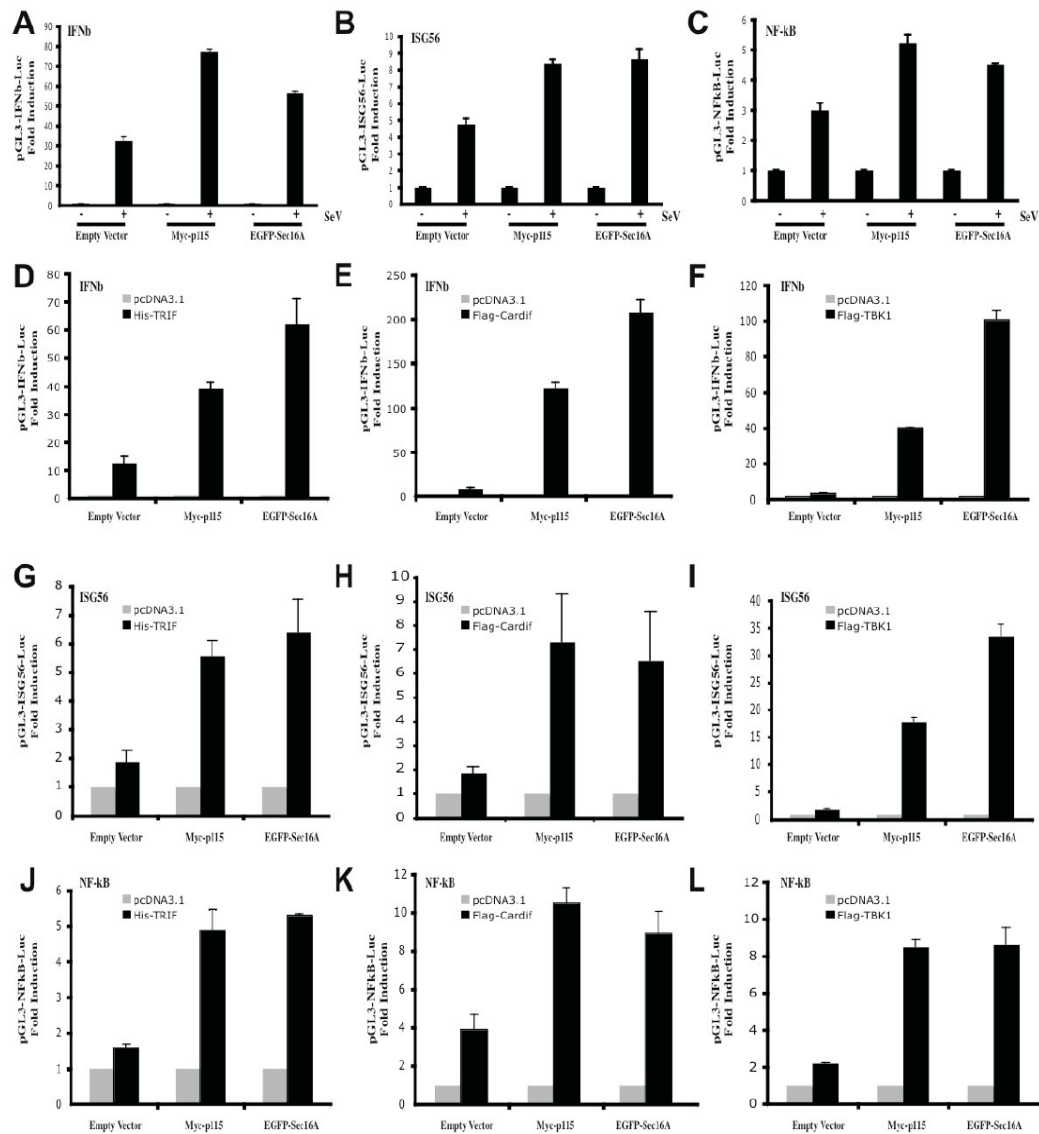 A
IFNb
pGL3-IFNb-Luc
Fold Induction
90
80
70
60
50
40
30
20
10
0
- + - + - + SeV
Empty Vector Myc-p115 EGFP-Sec16A
B
ISG56
pGL3-ISG56-Luc
Fold Induction
10
9
8
7
6
5
4
3
2
1
0
- + - + - + SeV
Empty Vector Myc-p115 EGFP-Sec16A
C
NF-kB
pGL3-NFkB-Luc
Fold Induction
6
5
4
3
2
1
0
- + - + - + SeV
Empty Vector Myc-p115 EGFP-Sec16A
D
IFNb
pcDNA3.1
His-TRIF
pGL3-IFNb-Luc
Fold Induction
80
70
60
50
40
30
20
10
0
Empty Vector Myc-p115 EGFP-Sec16A
E
IFNb
pcDNA3.1
Flag-Cardif
pGL3-IFNb-Luc
Fold Induction
250
200
150
100
50
0
Empty Vector Myc-p115 EGFP-Sec16A
F
IFNb
pcDNA3.1
Flag-TBK1
pGL3-IFNb-Luc
Fold Induction
120
100
80
60
40
20
0
Empty Vector Myc-p115 EGFP-Sec16A
G
ISG56
pcDNA3.1
His-TRIF
pGL3-ISG56-Luc
Fold Induction
8
7
6
5
4
3
2
1
0
Empty Vector Myc-p115 EGFP-Sec16A
H
ISG56
pcDNA3.1
Flag-Cardif
pGL3-ISG56-Luc
Fold Induction
10
9
8
7
6
5
4
3
2
1
0
Empty Vector Myc-p115 EGFP-Sec16A
I
ISG56
pcDNA3.1
Flag-TBK1
pGL3-ISG56-Luc
Fold Induction
40
35
30
25
20
15
10
5
0
Empty Vector Myc-p115 EGFP-Sec16A
J
NF-kB
pcDNA3.1
His-TRIF
pGL3-NFkB-Luc
Fold Induction
6
5
4
3
2
1
0
Empty Vector Myc-p115 EGFP-Sec16A
K
NF-kB
pcDNA3.1
Flag-Cardif
pGL3-NFkB-Luc
Fold Induction
12
10
8
6
4
2
0
Empty Vector Myc-p115 EGFP-Sec16A
L
NF-kB
pcDNA3.1
Flag-TBK1
pGL3-NFkB-Luc
Fold Induction
12
10
8
6
4
2
0
Empty Vector Myc-p115 EGFP-Sec16A